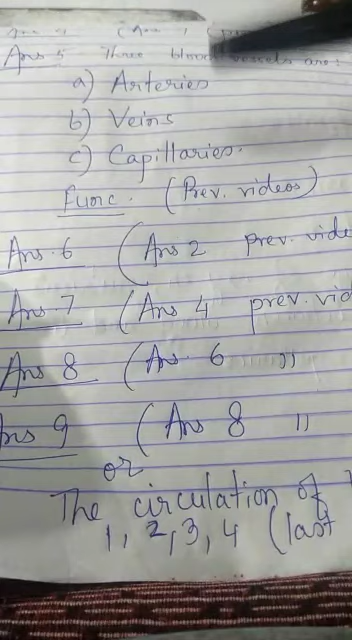 Ans 5 Three blood vessels are:
a) Arteries
b) Veins
c) Capillaries.
Func. (Prev. videos)
Ans. 6 (Ans 2 prev. vide
Ans. 7 (Ans 4 prev. vid
Ans 8 (Ans. 6 "
Ans 9 (Ans 8 "
or
The circulation of
1, 2, 3, 4 (last